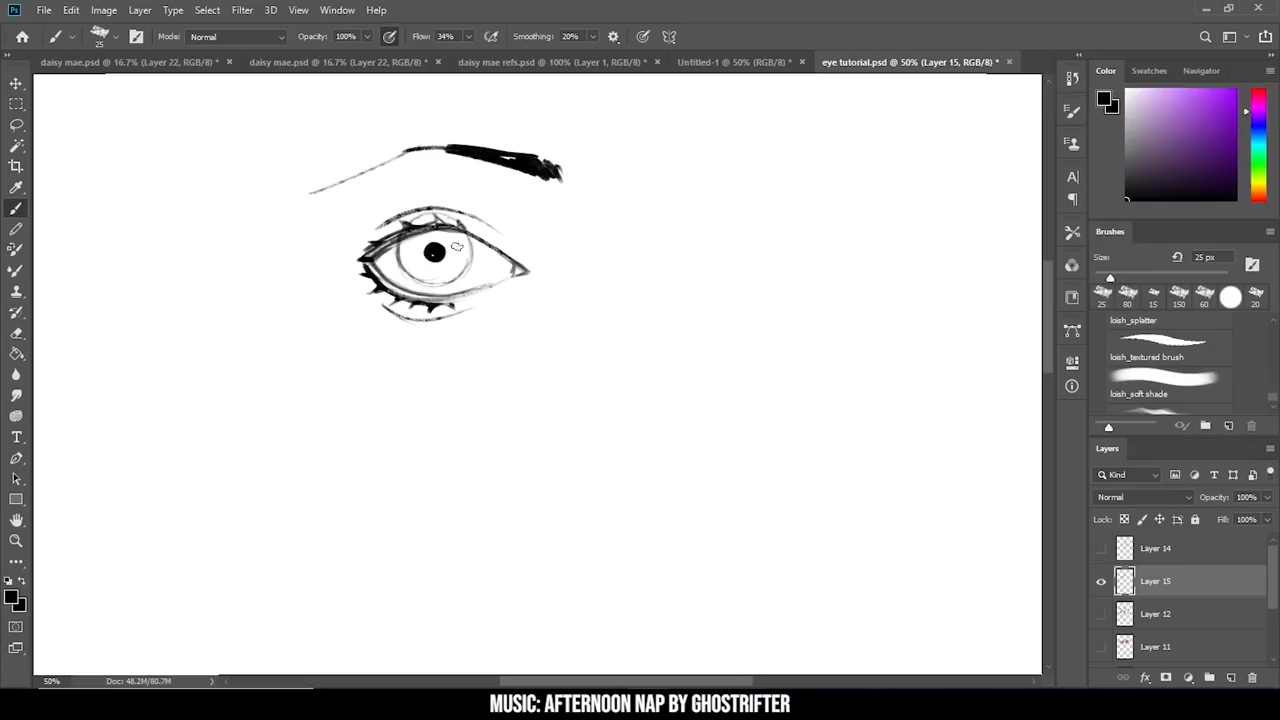 Ps File Edit Image Layer Type Select Filter 3D View Window Help
25 Mode: Normal Opacity: 100% Flow: 34% Smoothing: 20%
daisy mae.psd @ 16.7% (Layer 22, RGB/8) * daisy mae.psd @ 16.7% (Layer 22, RGB/8) * daisy mae refs.psd @ 100% (Layer 1, RGB/8) * Untitled-1 @ 50% (RGB/8) * eye tutorial.psd @ 50% (Layer 15, RGB/8) *
Color Swatches Navigator
Brushes
Size: 25 px
25 80 15 150 60 20
loish_splatter
loish_textured brush
loish_soft shade
Layers
Kind
Normal Opacity: 100%
Lock: Fill: 100%
Layer 14
Layer 15
Layer 12
Layer 11
50% Doc: 48.2M/80.7M
MUSIC: AFTERNOON NAP BY GHOSTRIFTER